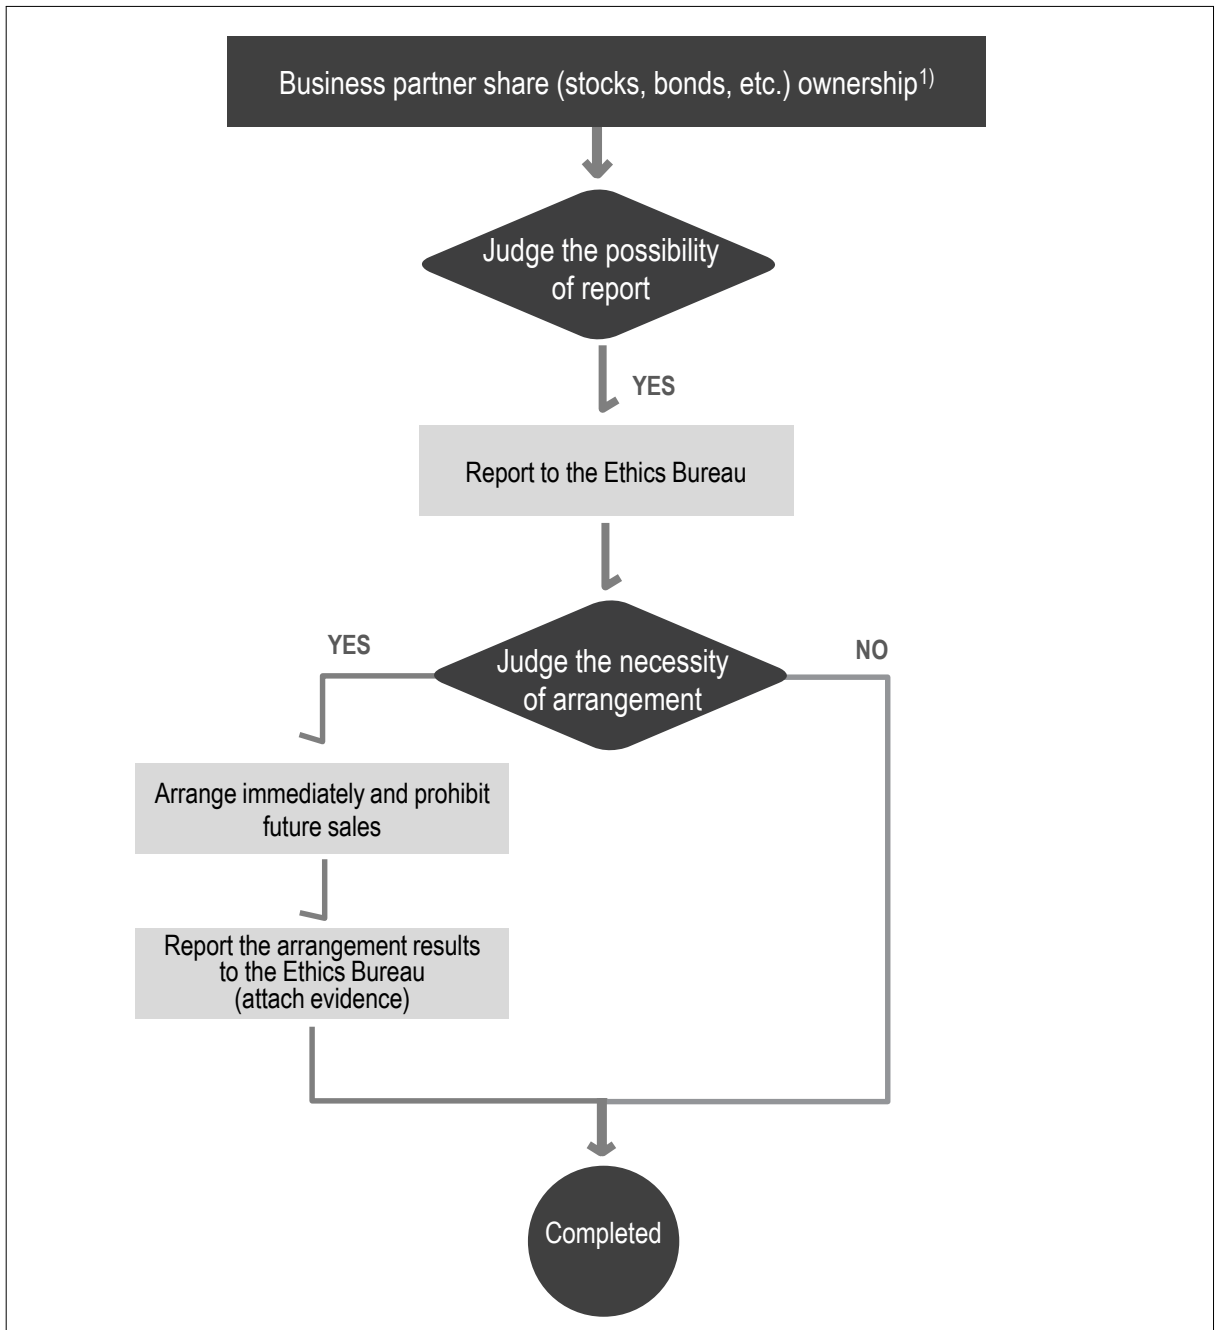 Business partner share (stocks, bonds, etc.) ownership1)
Judge the possibility
of report
YES
Report to the Ethics Bureau
YES
NO
Judge the necessity
of arrangement
Arrange immediately and prohibit
future sales
Report the arrangement results
to the Ethics Bureau
(attach evidence)
Completed